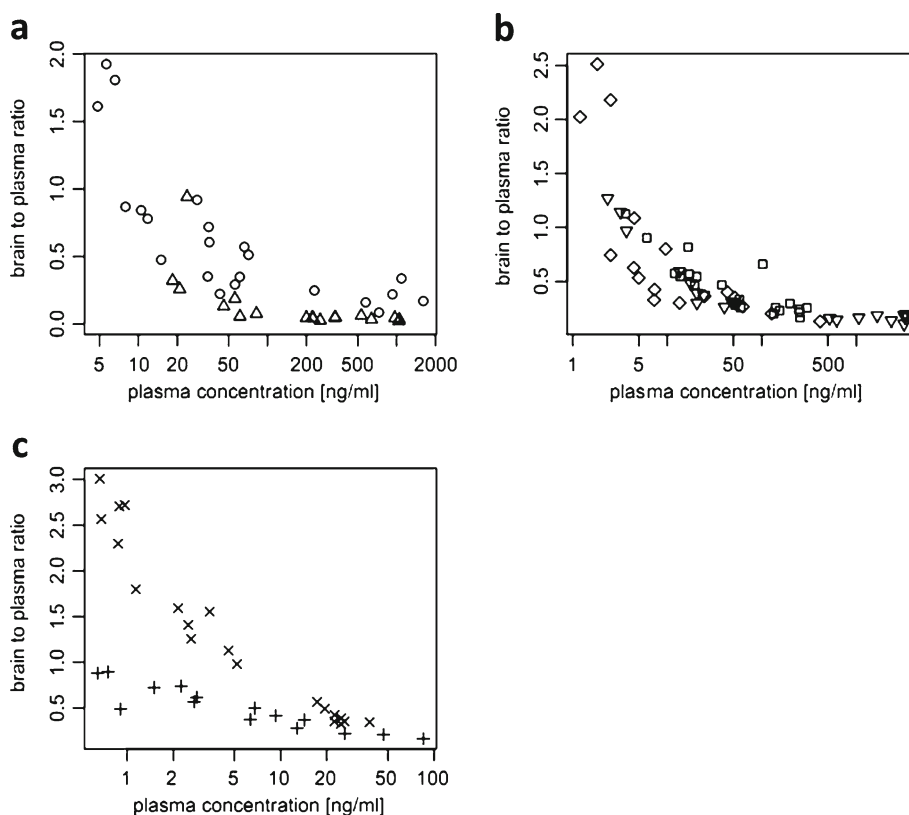 a
brain to plasma ratio
2.0
1.5
1.0
0.5
0.0
5 10 20 50 200 500 2000
plasma concentration [ng/ml]
b
brain to plasma ratio
2.5
2.0
1.5
1.0
0.5
1 5 50 500
plasma concentration [ng/ml]
c
brain to plasma ratio
3.0
2.5
2.0
1.5
1.0
0.5
1 2 5 10 20 50 100
plasma concentration [ng/ml]